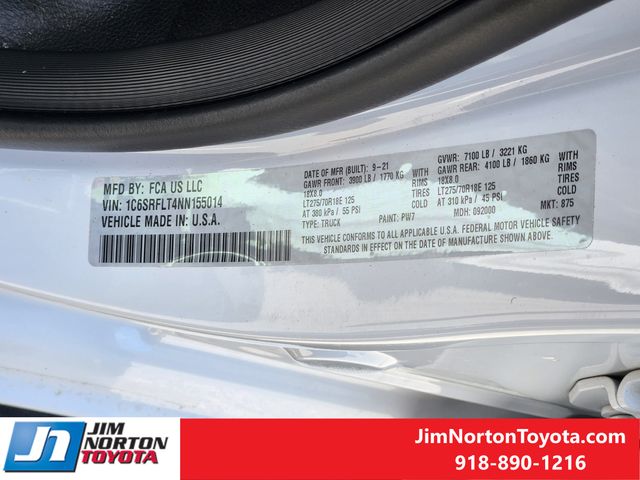 MFD BY: FCA US LLC
VIN: 1C6SRFLT4NN155014
VEHICLE MADE IN U.S.A.
DATE OF MFR (BUILT): 9-21
GAWR FRONT: 3900 LB / 1770 KG WITH
18X8.0 RIMS
LT275/70R18E 125 TIRES
AT 380 kPa / 55 PSI
TYPE: TRUCK PAINT: PW7
GVWR: 7100 LB / 3221 KG
GAWR REAR: 4100 LB / 1860 KG WITH
18X8.0 RIMS
LT275/70R18E 125 TIRES
AT 310 kPa / 45 PSI
MDH: 092000 MKT: 875
THIS VEHICLE CONFORMS TO ALL APPLICABLE U.S.A. FEDERAL MOTOR VEHICLE SAFETY
STANDARDS IN EFFECT ON THE DATE OF MANUFACTURE SHOWN ABOVE.
JN
JIM
NORTON
TOYOTA
JimNortonToyota.com
918-890-1216